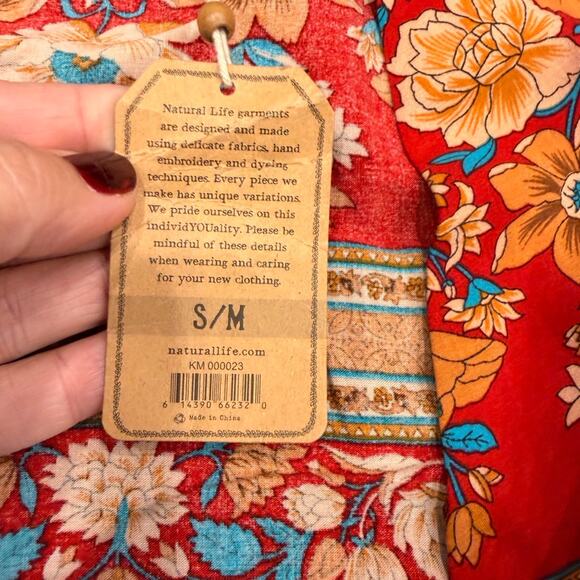 Natural Life garments
are designed and made
using delicate fabrics, hand
embroidery and dyeing
techniques. Every piece we
make has unique variations.
We pride ourselves on this
individYOUality. Please be
mindful of these details
when wearing and caring
for your new clothing.
S/M
naturallife.com
KM 000023
6 14390 66232 0
Made in China